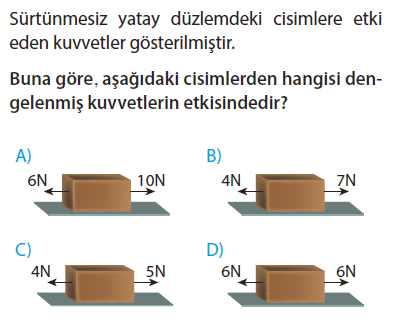 Sürtünmesiz yatay düzlemdeki cisimlere etki
eden kuvvetler gösterilmiştir.
Buna göre, aşağıdaki cisimlerden hangisi den-
gelenmiş kuvvetlerin etkisindedir?
A)
6N 10N
B)
4N 7N
C)
4N 5N
D)
6N 6N